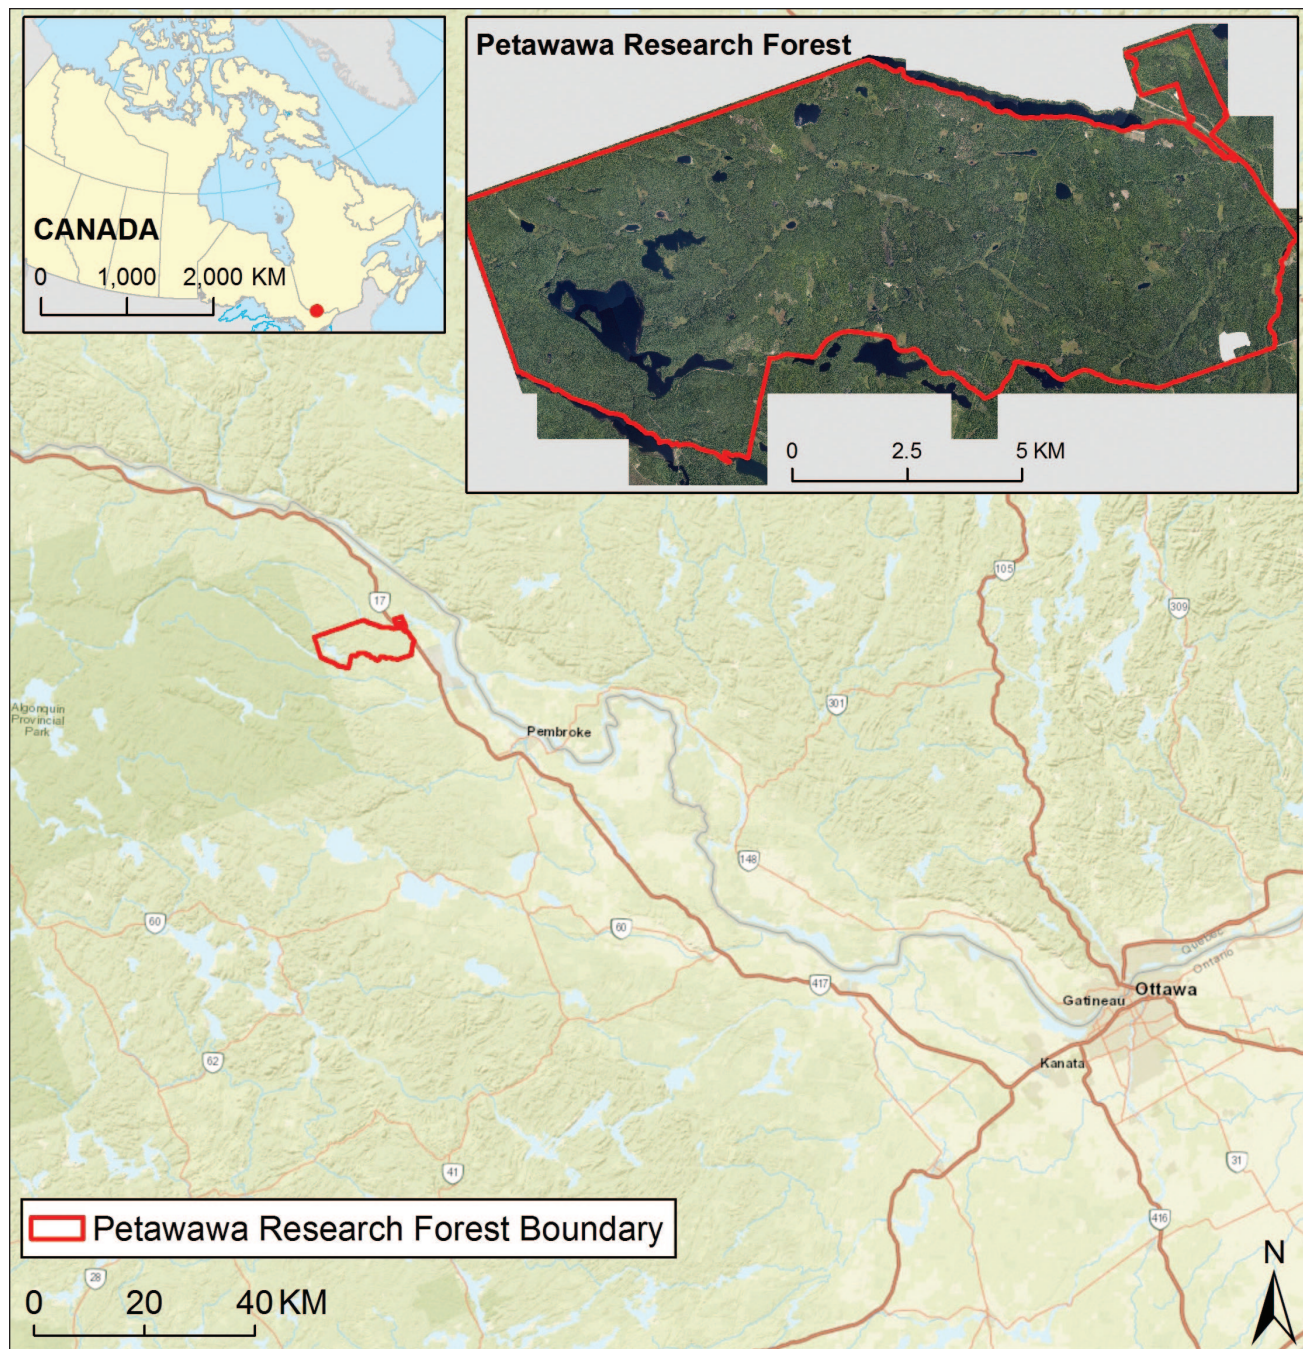 CANADA
0 1,000 2,000 KM
Petawawa Research Forest
0 2.5 5 KM
105
309
17
Algonquin
Provincial
Park
301
Pembroke
148
60
60
417
Quebec
Ontario
Ottawa
Gatineau
Kanata
62
41
31
416
28
Petawawa Research Forest Boundary
0 20 40 KM
N